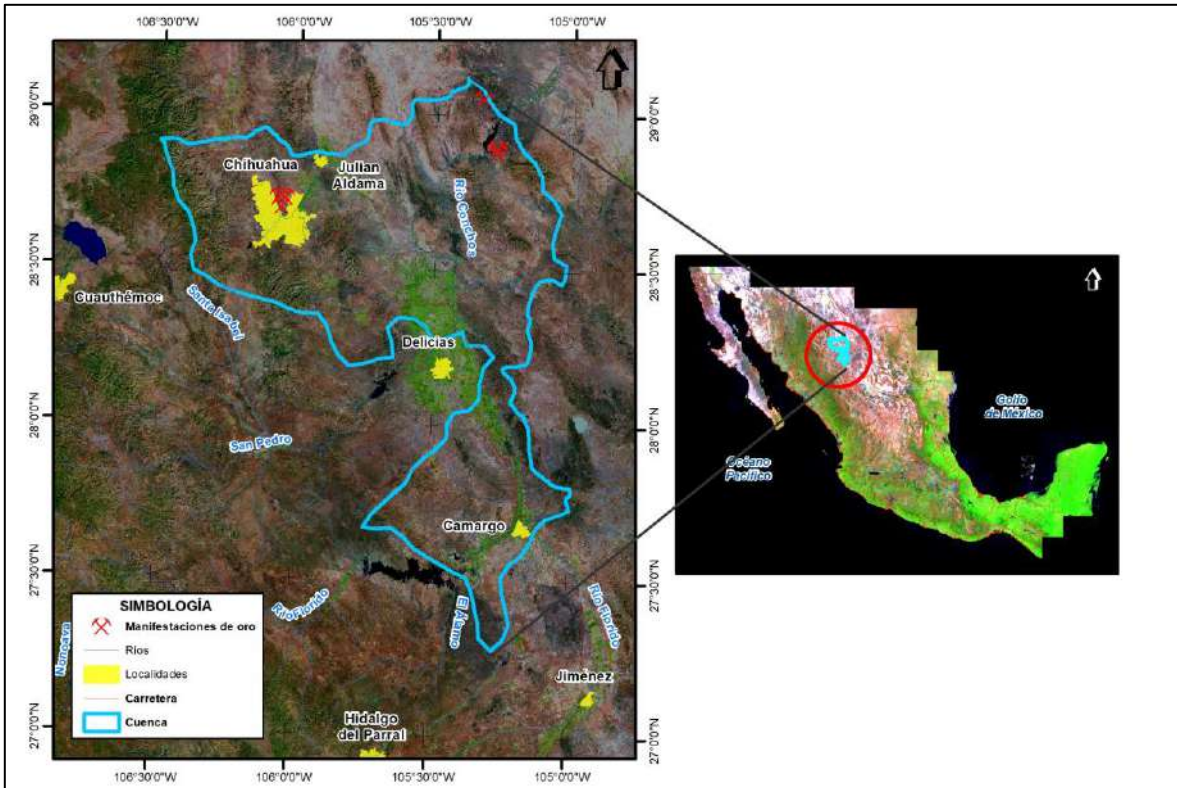 106°30'0"W
106°0'0"W
105°30'0"W
105°0'0"W
29°0'0"N
28°30'0"N
28°0'0"N
27°30'0"N
27°0'0"N
29°0'0"N
28°30'0"N
28°0'0"N
27°30'0"N
27°0'0"N
Chihuahua
Julian
Aldama
Río Conchos
Cuauthémoc
Santa Isabel
Delicias
San Pedro
Camargo
Río Florido
El Álamo
Río Florido
Nonoava
Jiménez
Hidalgo
del Parral
SIMBOLOGÌA
Manifestaciones de oro
Ríos
Localidades
Carretera
Cuenca
106°30'0"W
106°0'0"W
105°30'0"W
105°0'0"W
Golfo
de México
Océano
Pacífico